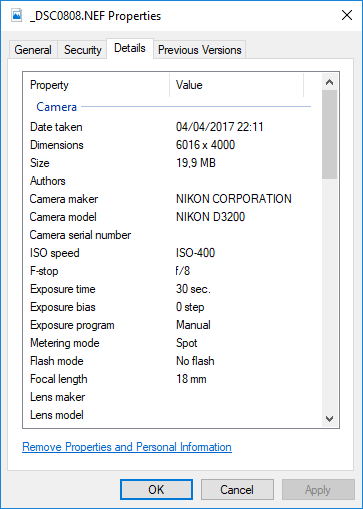 _DSC0808.NEF Properties
General Security Details Previous Versions
Property Value
Camera
Date taken 04/04/2017 22:11
Dimensions 6016 x 4000
Size 19,9 MB
Authors
Camera maker NIKON CORPORATION
Camera model NIKON D3200
Camera serial number
ISO speed ISO-400
F-stop f/8
Exposure time 30 sec.
Exposure bias 0 step
Exposure program Manual
Metering mode Spot
Flash mode No flash
Focal length 18 mm
Lens maker
Lens model
Remove Properties and Personal Information
OK Cancel Apply